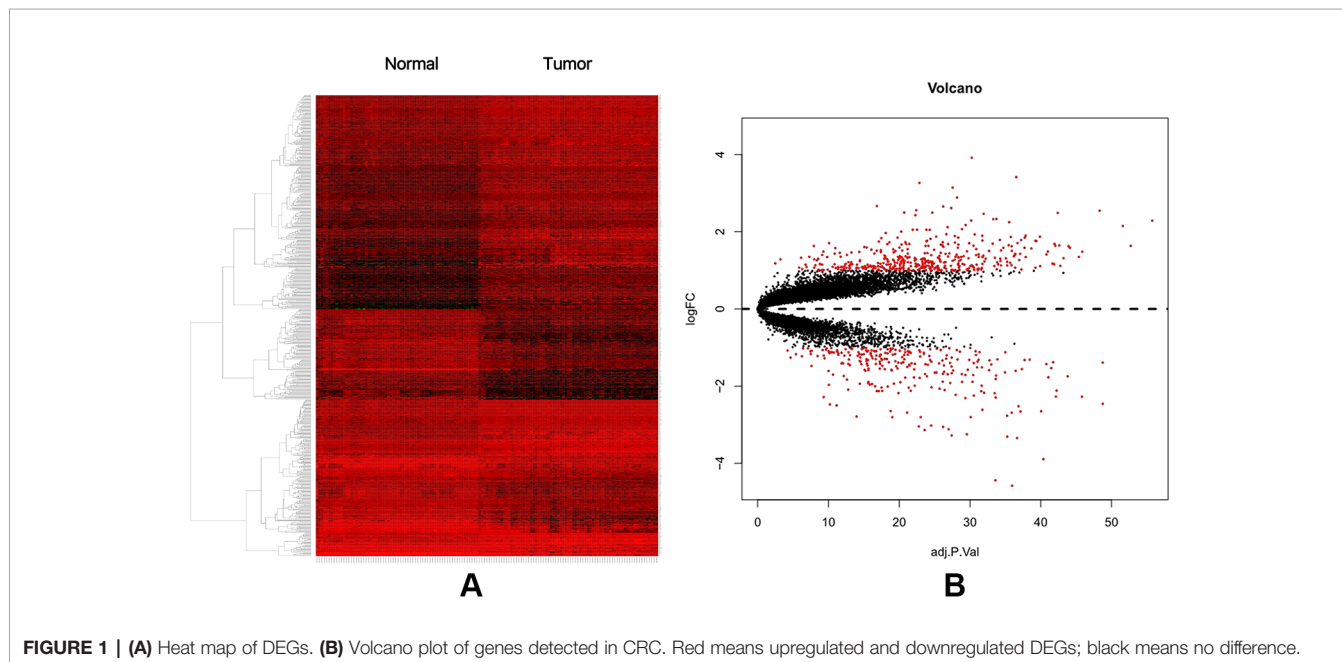 Normal Tumor
A
Volcano
logFC
4
2
0
-2
-4
0 10 20 30 40 50
adj.P.Val
B
FIGURE 1 | (A) Heat map of DEGs. (B) Volcano plot of genes detected in CRC. Red means upregulated and downregulated DEGs; black means no difference.